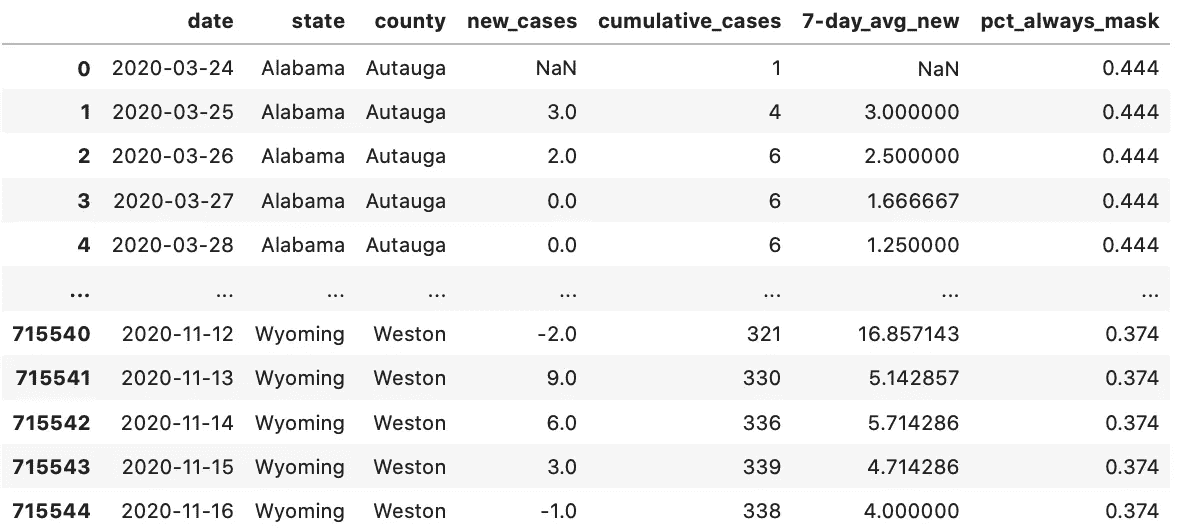 date state county new_cases cumulative_cases 7-day_avg_new pct_always_mask
0 2020-03-24 Alabama Autauga NaN 1 NaN 0.444
1 2020-03-25 Alabama Autauga 3.0 4 3.000000 0.444
2 2020-03-26 Alabama Autauga 2.0 6 2.500000 0.444
3 2020-03-27 Alabama Autauga 0.0 6 1.666667 0.444
4 2020-03-28 Alabama Autauga 0.0 6 1.250000 0.444
... ... ... ... ... ... ... ...
715540 2020-11-12 Wyoming Weston -2.0 321 16.857143 0.374
715541 2020-11-13 Wyoming Weston 9.0 330 5.142857 0.374
715542 2020-11-14 Wyoming Weston 6.0 336 5.714286 0.374
715543 2020-11-15 Wyoming Weston 3.0 339 4.714286 0.374
715544 2020-11-16 Wyoming Weston -1.0 338 4.000000 0.374